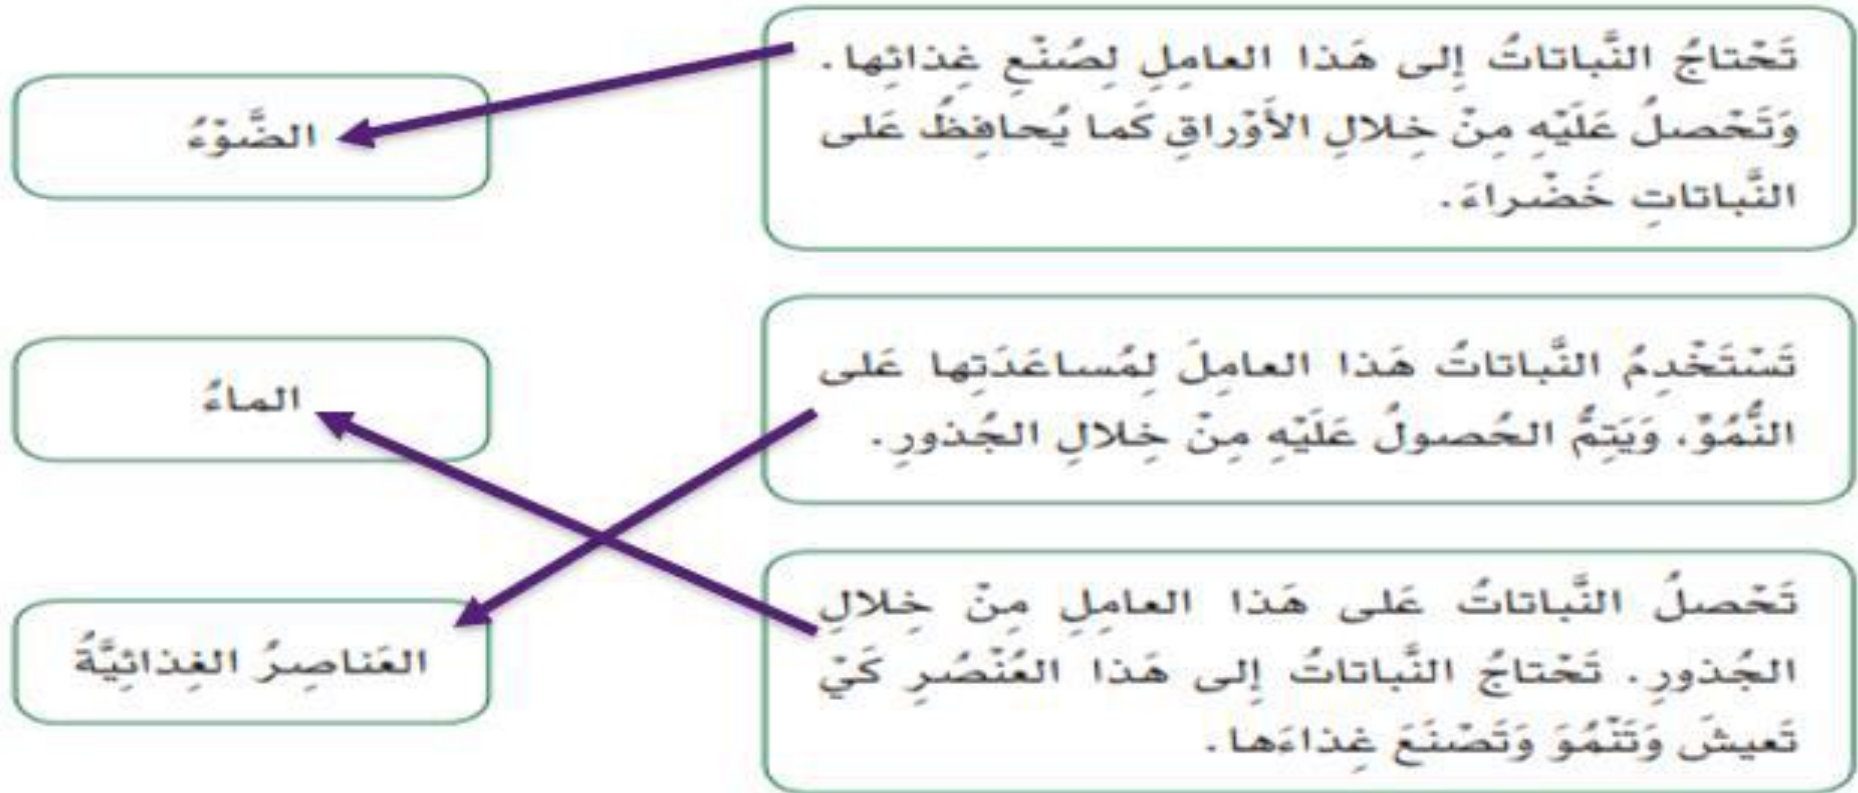 تَحْتاجُ النَّباتاتُ إِلى هَذا العامِلِ لِصُنْعِ غِذائِها.
وَتَحْصلُ عَلَيْهِ مِنْ خِلالِ الأَوْراقِ كَما يُحافِظُ عَلى
النَّباتاتِ خَضْراءَ.
الضَّوْءُ
تَسْتَخْدِمُ النَّباتاتُ هَذا العامِلَ لِمُساعَدَتِها عَلى
النُّمُوِّ، وَيَتِمُّ الحُصولُ عَلَيْهِ مِنْ خِلالِ الجُذورِ.
الماءُ
تَحْصلُ النَّباتاتُ عَلى هَذا العامِلِ مِنْ خِلالِ
الجُذورِ. تَحْتاجُ النَّباتاتُ إِلى هَذا العُنْصُرِ كَيْ
تَعيشَ وَتَنْمُوَ وَتَصْنَعَ غِذاءَها.
العَناصِرُ الغِذائِيَّةُ